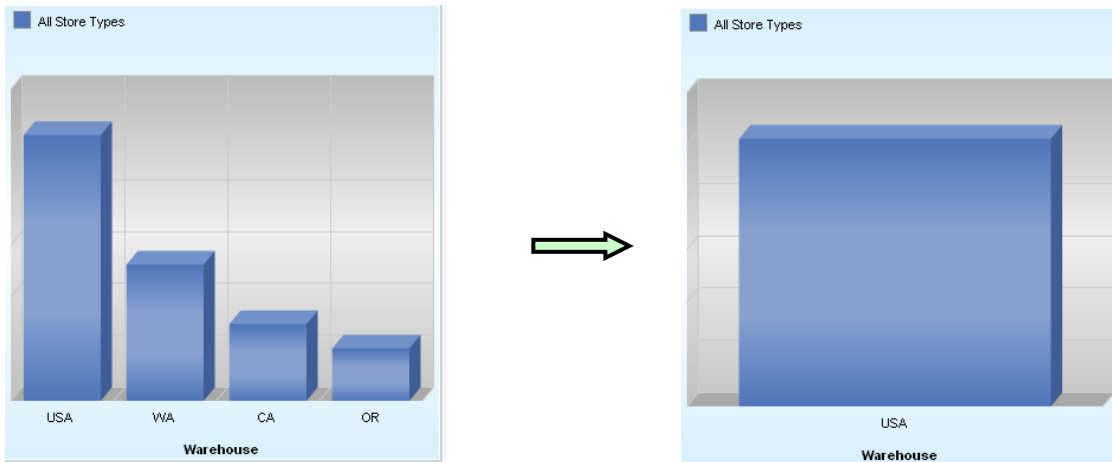 All Store Types
USA WA CA OR
Warehouse
All Store Types
USA
Warehouse